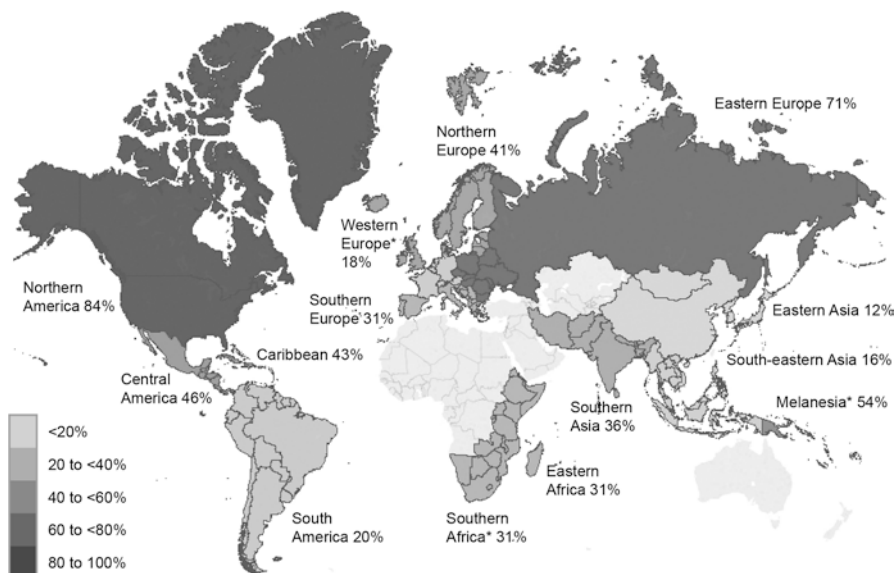 Eastern Europe 71%
Northern
Europe 41%
Western
Europe*
18%
Northern
America 84%
Southern
Europe 31%
Eastern Asia 12%
Caribbean 43%
South-eastern Asia 16%
Central
America 46%
Southern
Asia 36%
Melanesia* 54%
Eastern
Africa 31%
South
America 20%
Southern
Africa* 31%
<20%
20 to <40%
40 to <60%
60 to <80%
80 to 100%